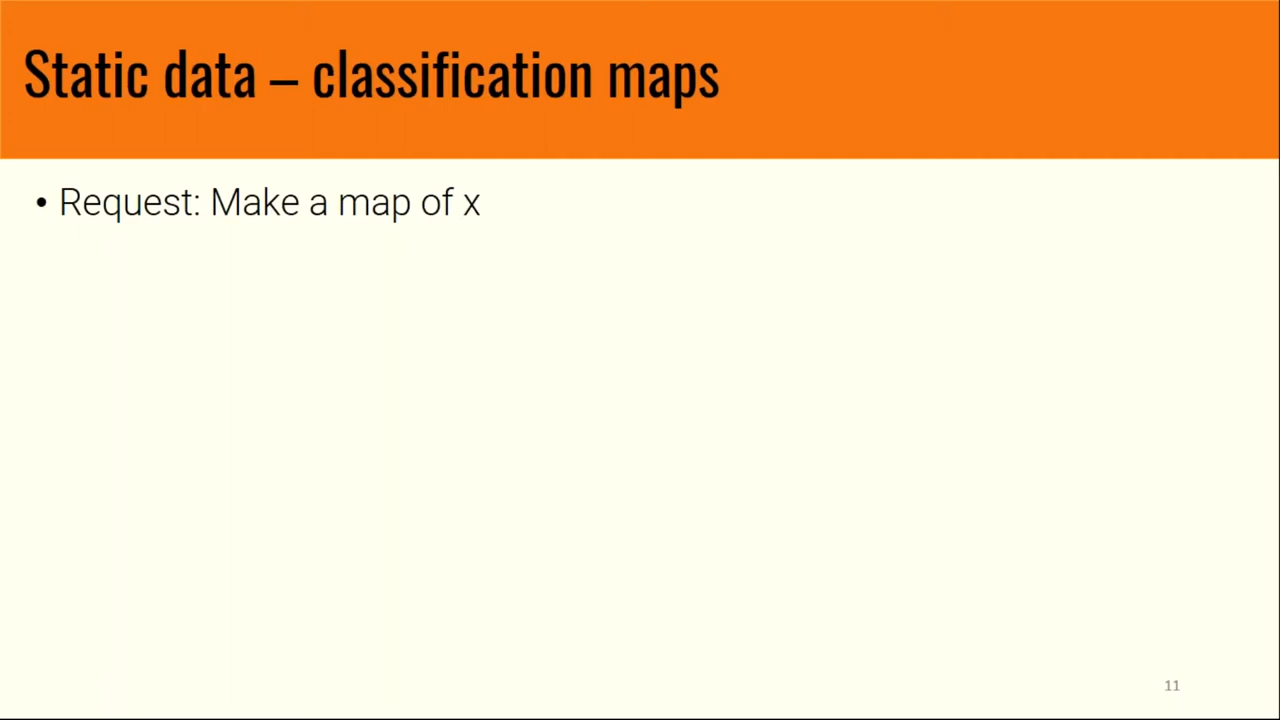 Static data – classification maps
• Request: Make a map of x
11